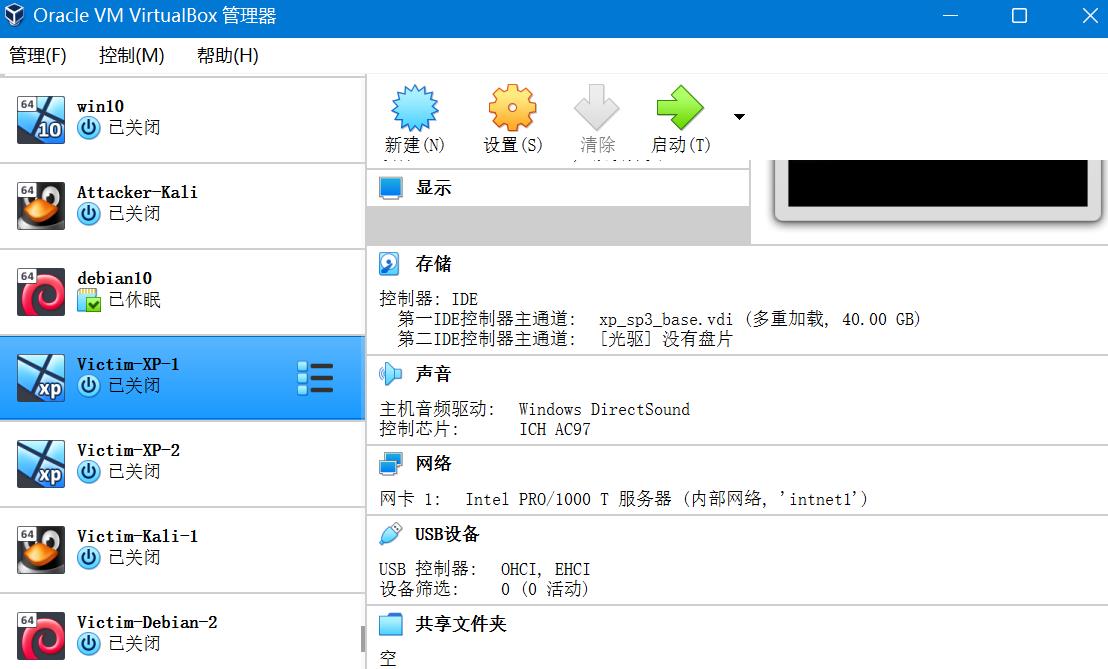 Oracle VM VirtualBox 管理器
管理(F) 控制(M) 帮助(H)
64
10
win10
已关闭
64
Attacker-Kali
已关闭
64
debian10
已休眠
xp
Victim-XP-1
已关闭
xp
Victim-XP-2
已关闭
64
Victim-Kali-1
已关闭
64
Victim-Debian-2
已关闭
新建(N) 设置(S) 清除 启动(T)
显示
存储
控制器: IDE
第一IDE控制器主通道: xp_sp3_base.vdi (多重加载, 40.00 GB)
第二IDE控制器主通道: [光驱] 没有盘片
声音
主机音频驱动: Windows DirectSound
控制芯片: ICH AC97
网络
网卡 1: Intel PRO/1000 T 服务器 (内部网络, 'intnet1')
USB设备
USB 控制器: OHCI, EHCI
设备筛选: 0 (0 活动)
共享文件夹
空